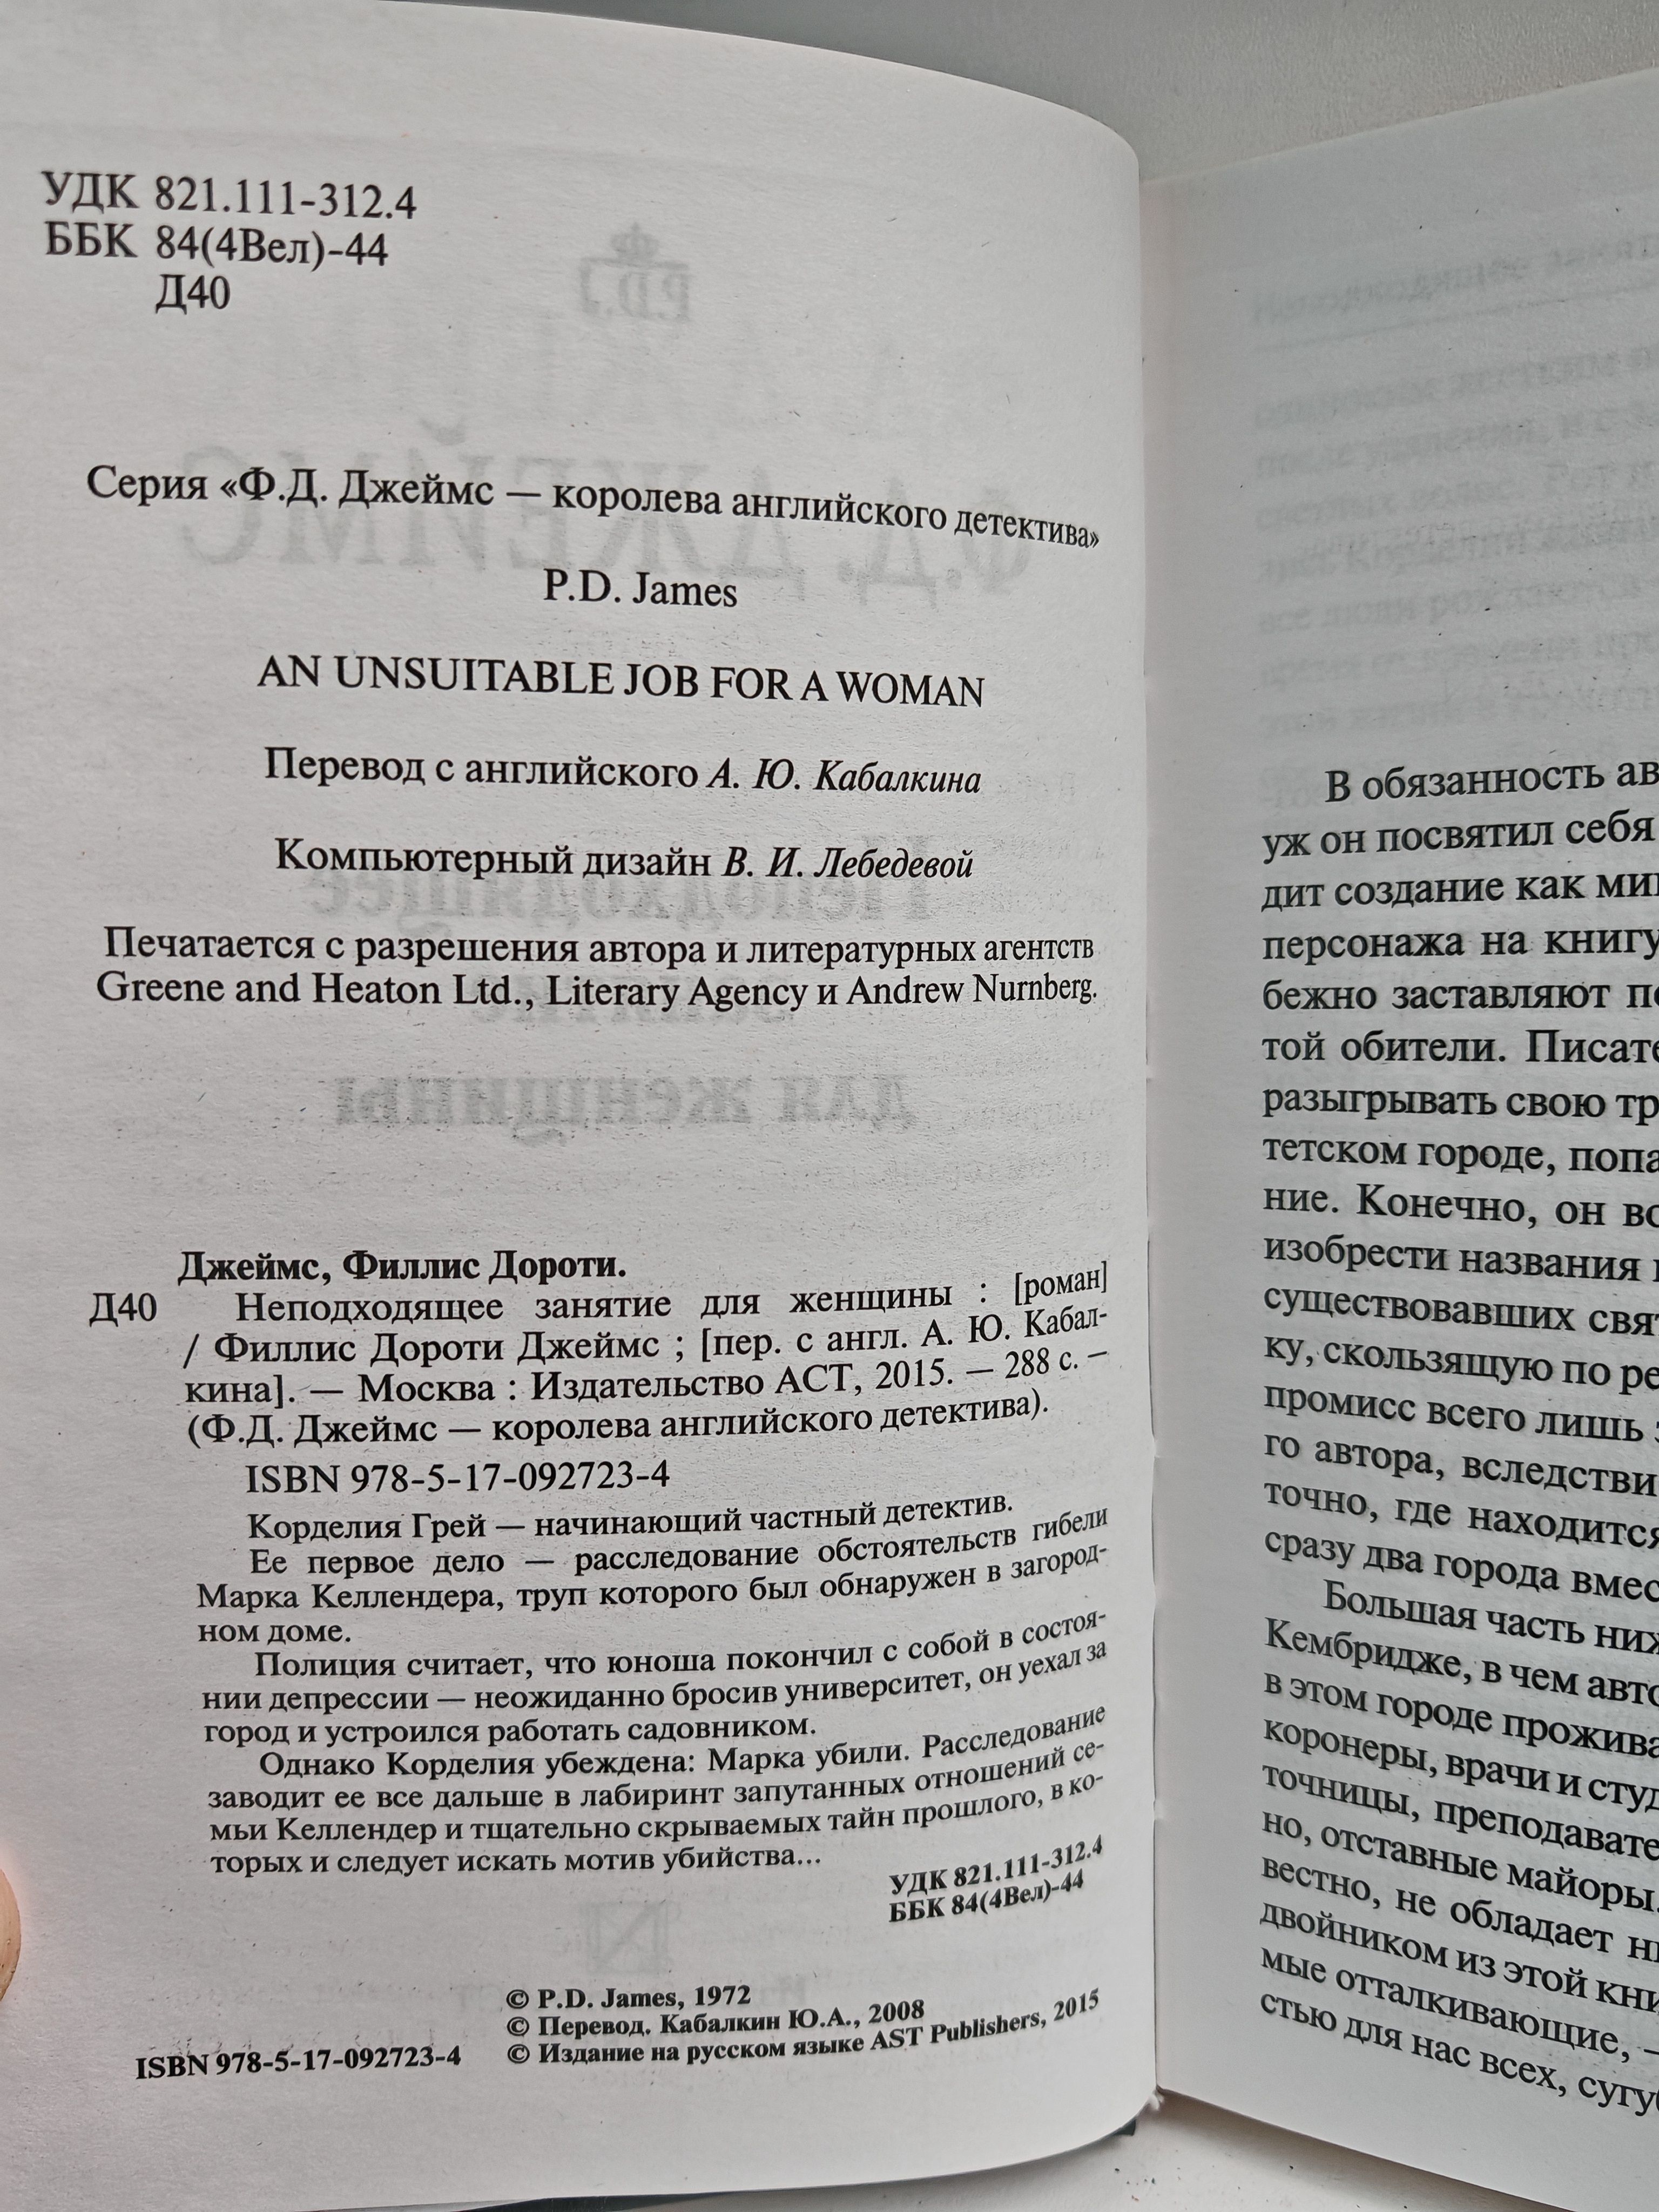 УДК 821.111-312.4
ББК 84(4Вел)-44
Д40
Серия «Ф.Д. Джеймс — королева английского детектива»
P.D. James
AN UNSUITABLE JOB FOR A WOMAN
Перевод с английского А. Ю. Кабалкина
Компьютерный дизайн В. И. Лебедевой
Печатается с разрешения автора и литературных агентств
Greene and Heaton Ltd., Literary Agency и Andrew Nurnberg.
Джеймс, Филлис Дороти.
Д40 Неподходящее занятие для женщины : [роман]
/ Филлис Дороти Джеймс ; [пер. с англ. А. Ю. Кабал-
кина]. — Москва : Издательство АСТ, 2015. — 288 с. —
(Ф.Д. Джеймс — королева английского детектива).
ISBN 978-5-17-092723-4
Корделия Грей — начинающий частный детектив.
Ее первое дело — расследование обстоятельств гибели
Марка Келлендера, труп которого был обнаружен в загород-
ном доме.
Полиция считает, что юноша покончил с собой в состоя-
нии депрессии — неожиданно бросив университет, он уехал за
город и устроился работать садовником.
Однако Корделия убеждена: Марка убили. Расследование
заводит ее все дальше в лабиринт запутанных отношений се-
мьи Келлендер и тщательно скрываемых тайн прошлого, в ко-
торых и следует искать мотив убийства...
УДК 821.111-312.4
ББК 84(4Вел)-44
© P.D. James, 1972
© Перевод. Кабалкин Ю.А., 2008
© Издание на русском языке AST Publishers, 2015
ISBN 978-5-17-092723-4
В обязанность ав
уж он посвятил себя
дит создание как ми
персонажа на книгу
бежно заставляют по
той обители. Писате
разыгрывать свою тр
тетском городе, попа
ние. Конечно, он во
изобрести названия
существовавших свят
ку, скользящую по ре
промисс всего лишь
го автора, вследстви
точно, где находится
сразу два города вмес
Большая часть ниж
Кембридже, в чем авто
в этом городе прожива
коронеры, врачи и студ
точницы, преподавате
но, отставные майоры.
вестно, не обладает ни
двойником из этой кни
мые отталкивающие, —
стью для нас всех, сугуб